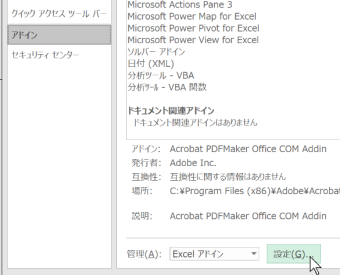 クイック アクセス ツール バー
アドイン
セキュリティ センター
Microsoft Actions Pane 3
Microsoft Power Map for Excel
Microsoft Power Pivot for Excel
Microsoft Power View for Excel
ソルバー アドイン
日付 (XML)
分析ツール - VBA
分析ﾂｰﾙ - VBA 関数
ドキュメント関連アドイン
ドキュメント関連アドインはありません
アドイン: Acrobat PDFMaker Office COM Addin
発行者: Adobe Inc.
互換性: 互換性に関する情報はありません
場所: C:¥Program Files (x86)¥Adobe¥Acrobat
説明: Acrobat PDFMaker Office COM Addin
管理(A): Excel アドイン 設定(G)...